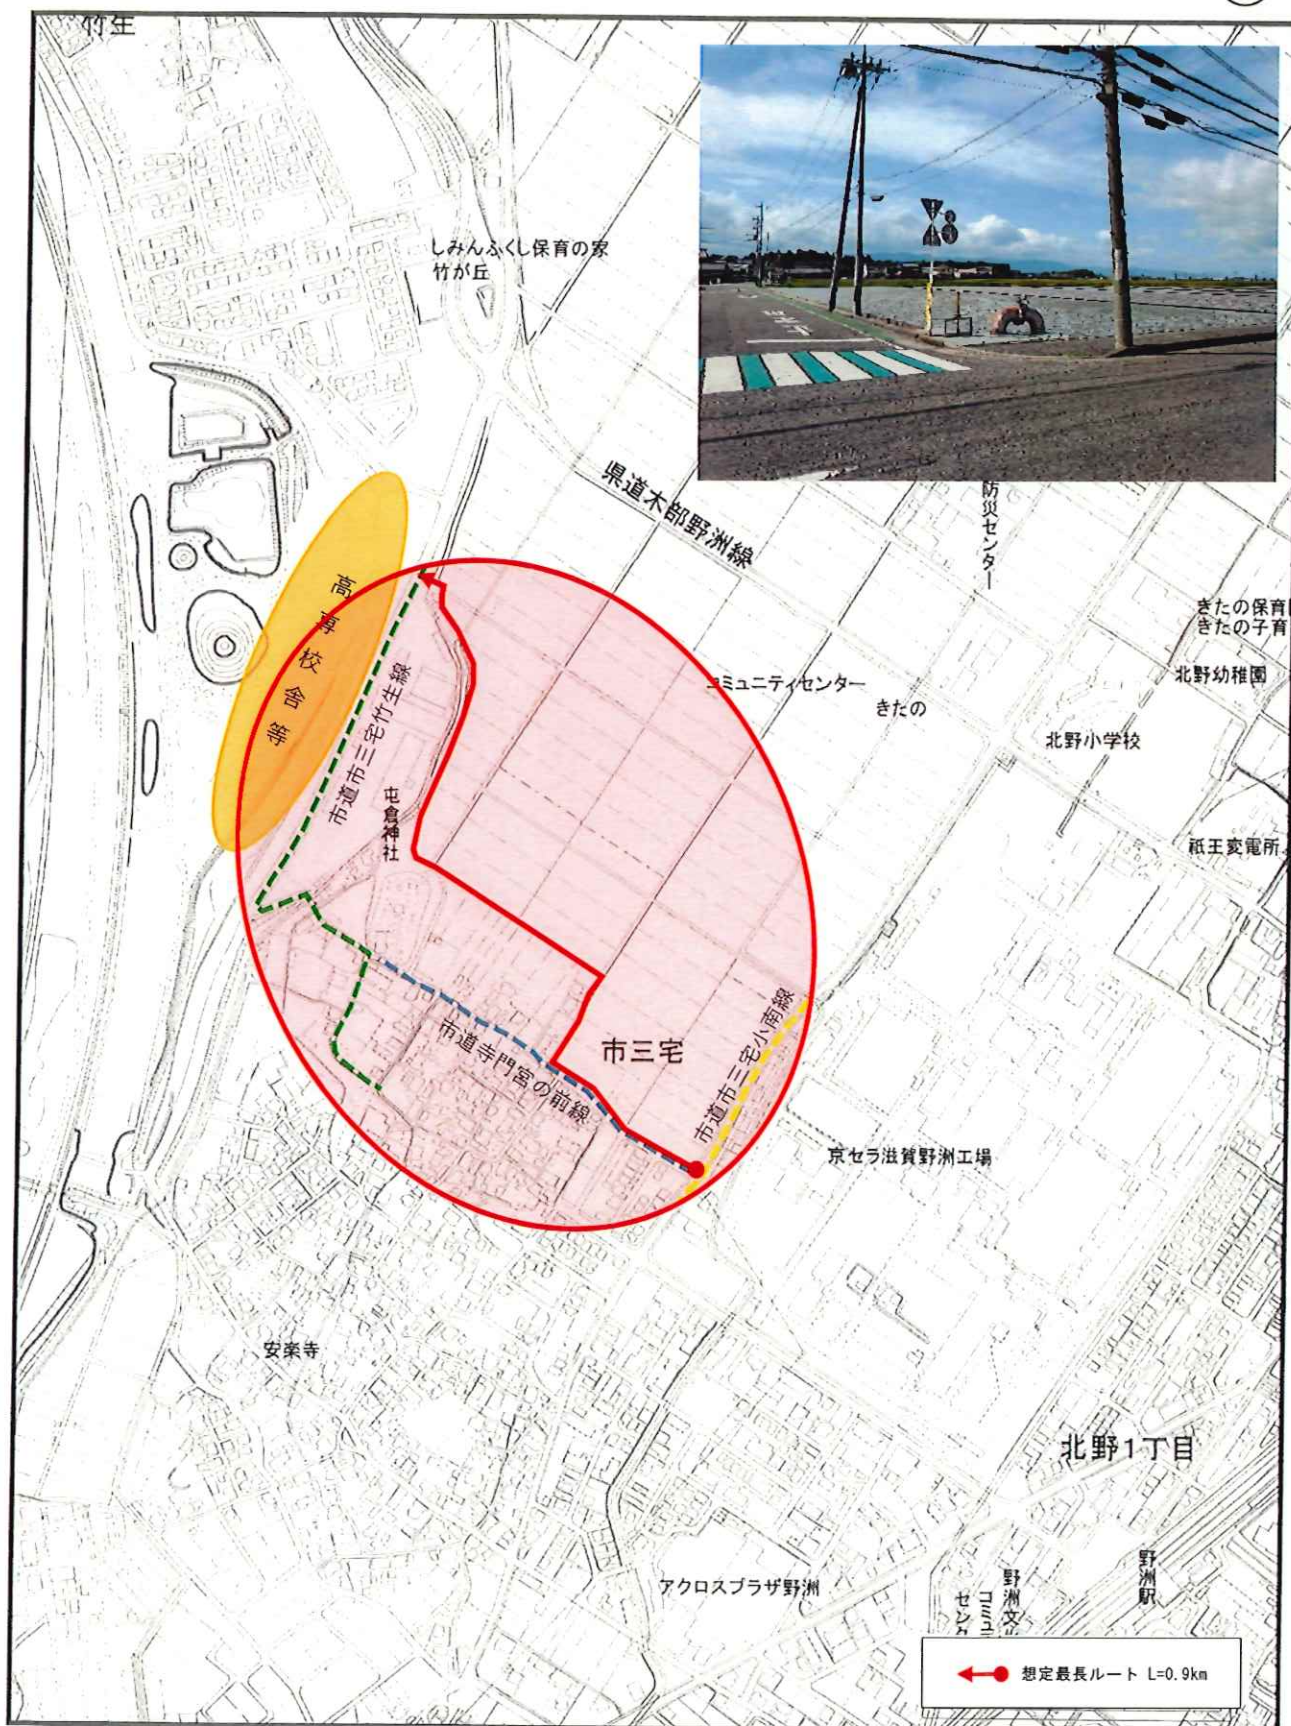 竹生
しみんふくし保育の家
竹が丘
県道木部野洲線
防災センター
高専校舎等
市道市三宅竹生線
屯倉神社
コミュニティセンター
きたの
きたの保育
きたの子育
北野幼稚園
北野小学校
祇王変電所
市三宅
市道寺門宮の前線
市道市三宅小南線
京セラ滋賀野洲工場
安楽寺
北野1丁目
アクロスプラザ野洲
野洲駅
野洲文化
コミュニ
センタ
想定最長ルート L=0.9km